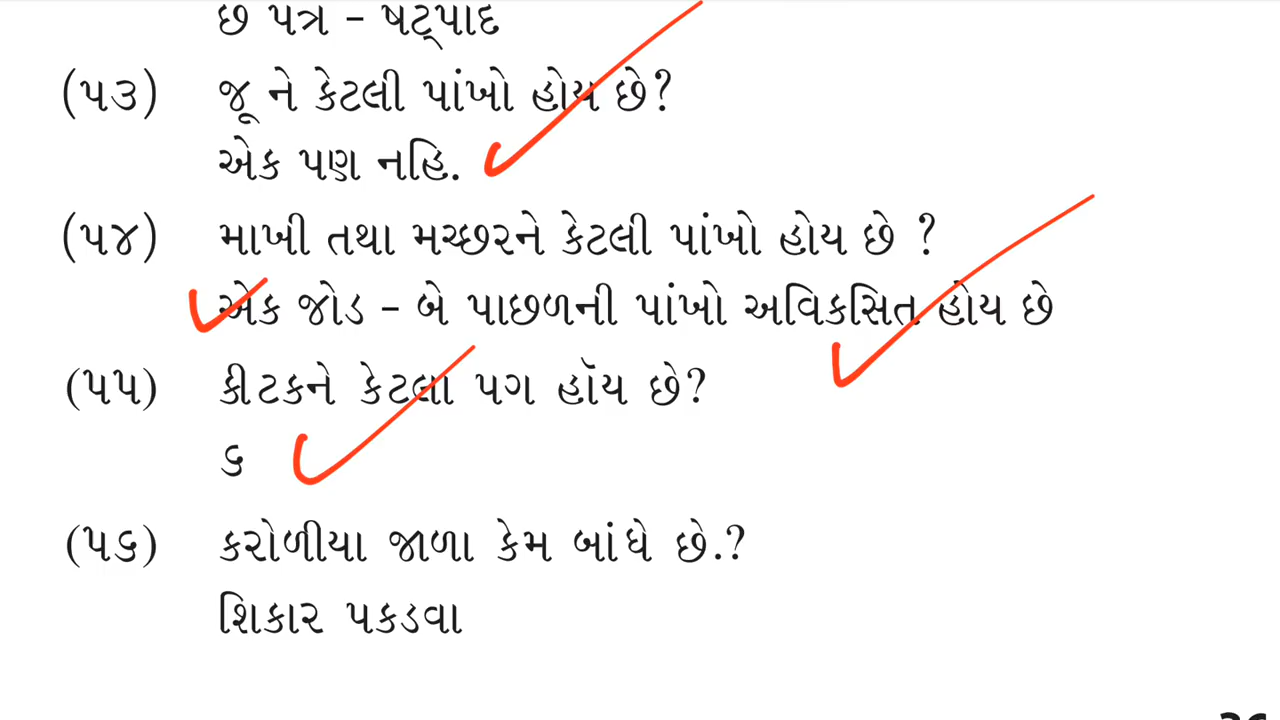 છ પત્ર – ષટ્પાદ
(૫૩) જૂ ને કેટલી પાંખો હોય છે?
એક પણ નહિ.
(૫૪) માખી તથા મચ્છરને કેટલી પાંખો હોય છે ?
એક જોડ – બે પાછળની પાંખો અવિકસિત હોય છે
(૫૫) કીટકને કેટલા પગ હૉય છે?
૬
(૫૬) કરોળીયા જાળા કેમ બાંધે છે.?
શિકાર પકડવા